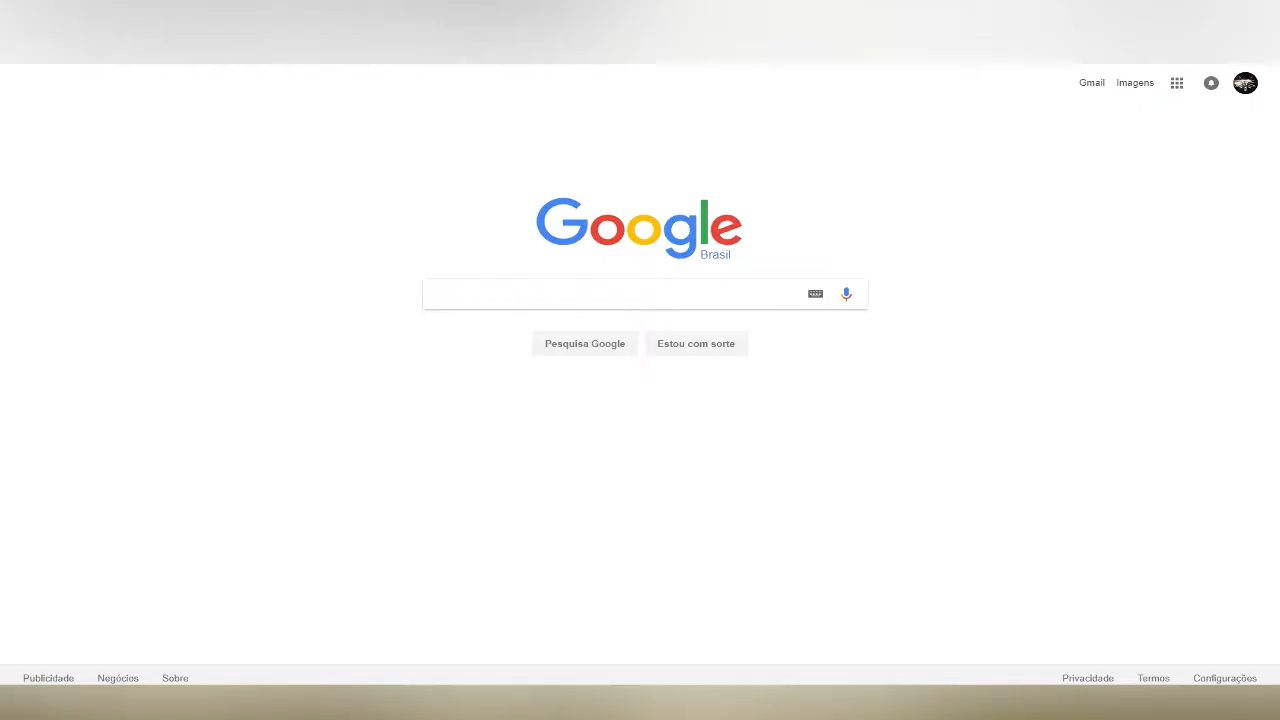 Gmail Imagens
Google
Brasil
Pesquisa Google Estou com sorte
Publicidade Negócios Sobre Privacidade Termos Configurações